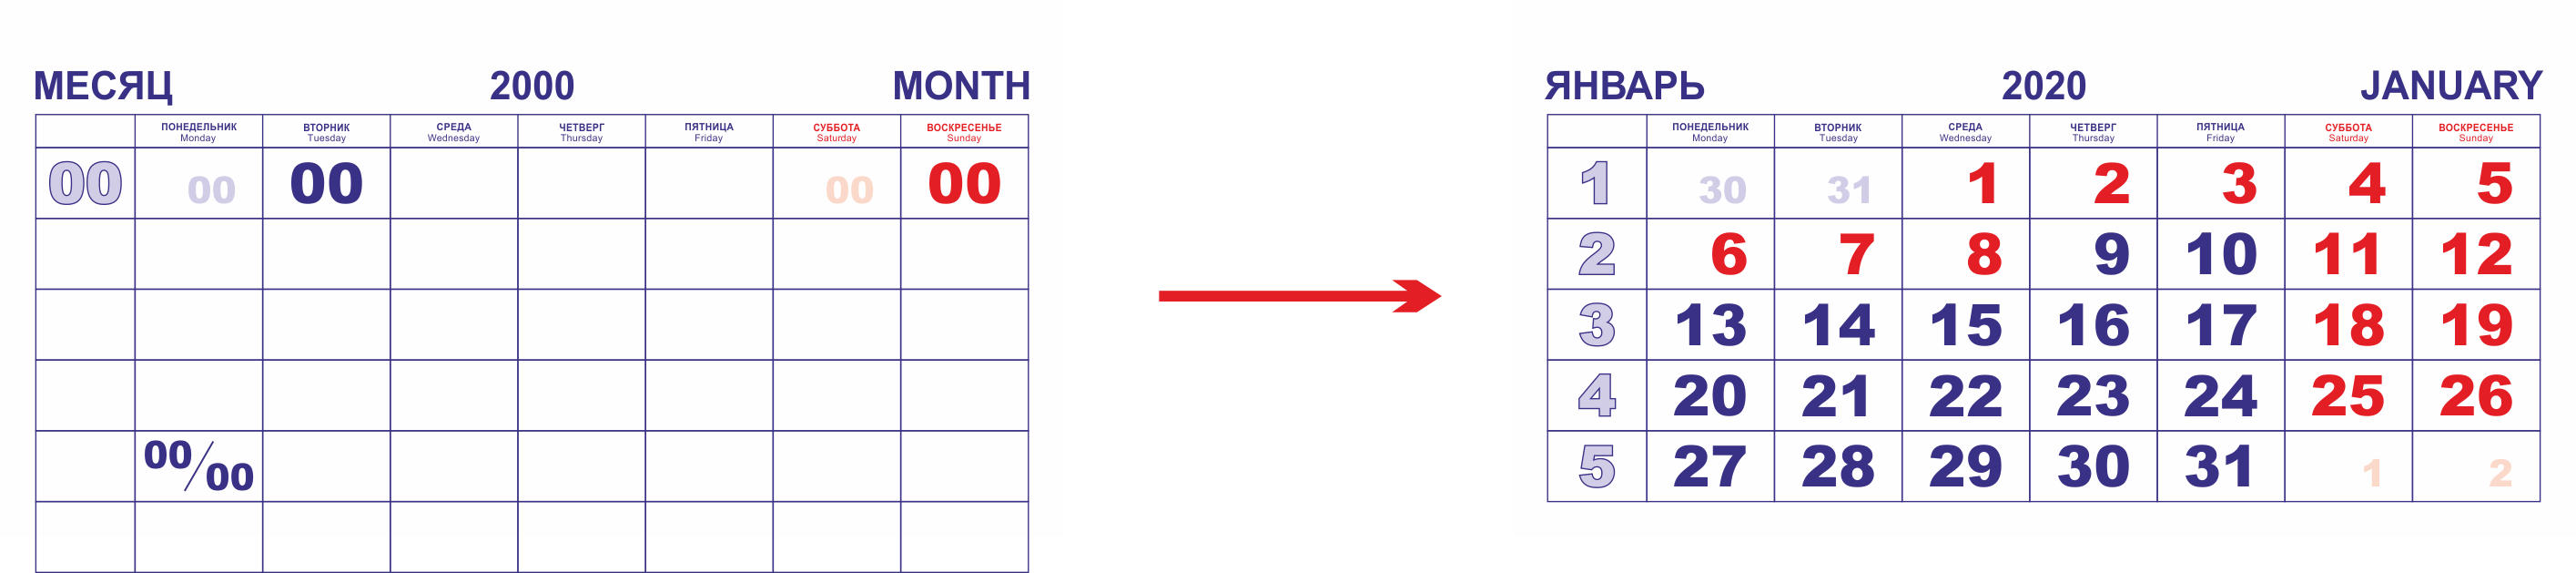 МЕСЯЦ 2000 MONTH
ПОНЕДЕЛЬНИК ВТОРНИК СРЕДА ЧЕТВЕРГ ПЯТНИЦА СУББОТА ВОСКРЕСЕНЬЕ
Monday Tuesday Wednesday Thursday Friday Saturday Sunday
00 00 00 00 00
00/00
ЯНВАРЬ 2020 JANUARY
ПОНЕДЕЛЬНИК ВТОРНИК СРЕДА ЧЕТВЕРГ ПЯТНИЦА СУББОТА ВОСКРЕСЕНЬЕ
Monday Tuesday Wednesday Thursday Friday Saturday Sunday
1 30 31 1 2 3 4 5
2 6 7 8 9 10 11 12
3 13 14 15 16 17 18 19
4 20 21 22 23 24 25 26
5 27 28 29 30 31 1 2